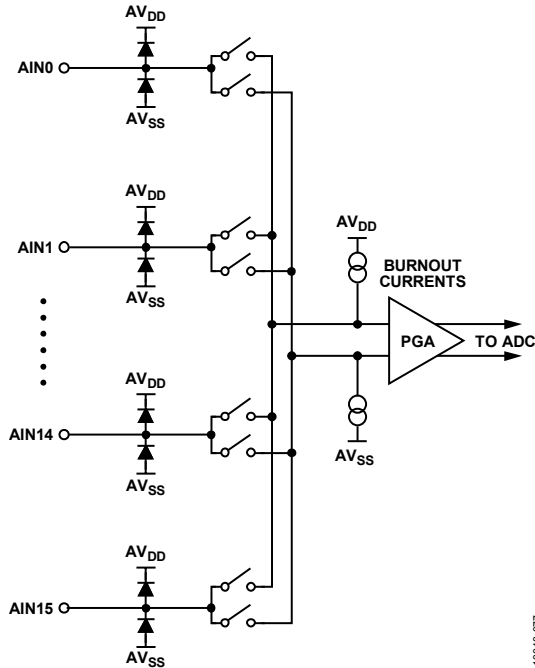 AVDD
AIN0
AVSS
AVDD
AIN1
AVSS
AVDD
BURNOUT
CURRENTS
PGA
TO ADC
AVDD
AIN14
AVSS
AVSS
AVDD
AIN15
AVSS